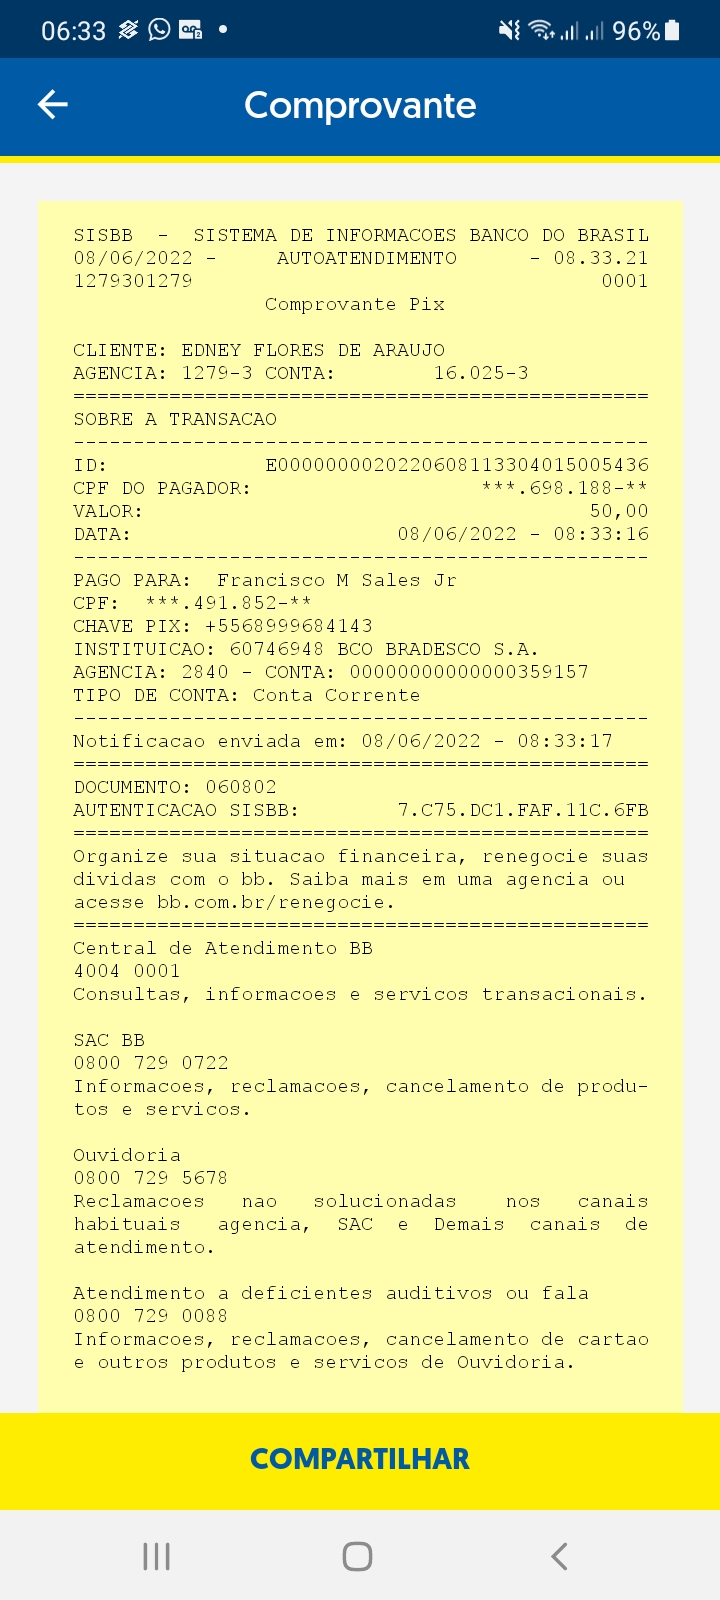 06:33 96%
Comprovante
SISBB - SISTEMA DE INFORMACOES BANCO DO BRASIL
08/06/2022 - AUTOATENDIMENTO - 08.33.21
1279301279 0001
Comprovante Pix
CLIENTE: EDNEY FLORES DE ARAUJO
AGENCIA: 1279-3 CONTA: 16.025-3
================================================
SOBRE A TRANSACAO
------------------------------------------------
ID: E0000000020220608113304015005436
CPF DO PAGADOR: ***.698.188-**
VALOR: 50,00
DATA: 08/06/2022 - 08:33:16
------------------------------------------------
PAGO PARA: Francisco M Sales Jr
CPF: ***.491.852-**
CHAVE PIX: +5568999684143
INSTITUICAO: 60746948 BCO BRADESCO S.A.
AGENCIA: 2840 - CONTA: 00000000000000359157
TIPO DE CONTA: Conta Corrente
------------------------------------------------
Notificacao enviada em: 08/06/2022 - 08:33:17
================================================
DOCUMENTO: 060802
AUTENTICACAO SISBB: 7.C75.DC1.FAF.11C.6FB
================================================
Organize sua situacao financeira, renegocie suas
dividas com o bb. Saiba mais em uma agencia ou
acesse bb.com.br/renegocie.
================================================
Central de Atendimento BB
4004 0001
Consultas, informacoes e servicos transacionais.
SAC BB
0800 729 0722
Informacoes, reclamacoes, cancelamento de produ-
tos e servicos.
Ouvidoria
0800 729 5678
Reclamacoes nao solucionadas nos canais
habituais agencia, SAC e Demais canais de
atendimento.
Atendimento a deficientes auditivos ou fala
0800 729 0088
Informacoes, reclamacoes, cancelamento de cartao
e outros produtos e servicos de Ouvidoria.
COMPARTILHAR